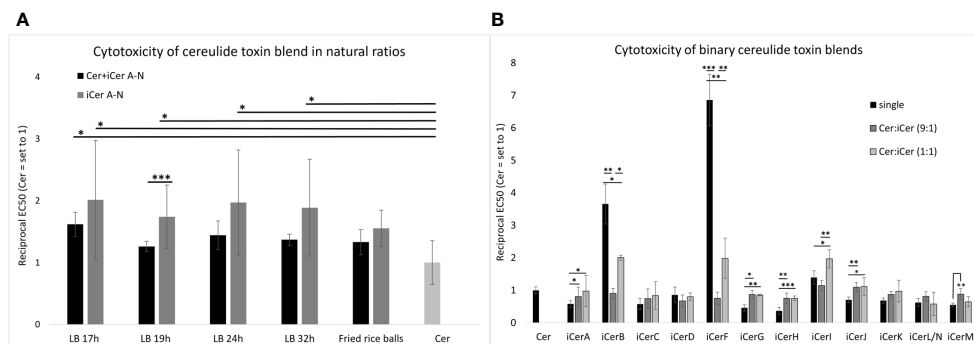 A
Cytotoxicity of cereulide toxin blend in natural ratios
Reciprocal EC50 (Cer = set to 1)
4
3
2
1
0
Cer+iCer A-N
iCer A-N
*
*
*
*
*
***
LB 17h
LB 19h
LB 24h
LB 32h
Fried rice balls
Cer
B
Cytotoxicity of binary cereulide toxin blends
Reciprocal EC50 (Cer = set to 1)
8
7
6
5
4
3
2
1
0
single
Cer:iCer (9:1)
Cer:iCer (1:1)
*
*
** *
*
*** **
**
*
**
**
***
**
*
**
*
**
Cer
iCerA
iCerB
iCerC
iCerD
iCerF
iCerG
iCerH
iCerI
iCerJ
iCerK
iCerL/N
iCerM